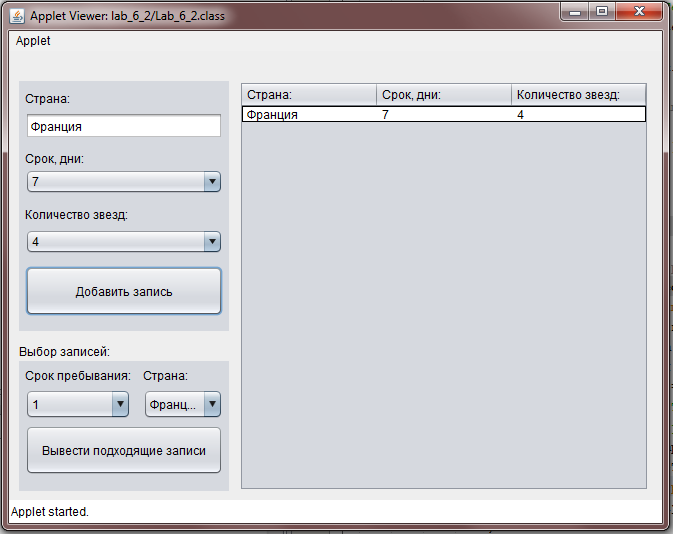 Applet Viewer: lab_6_2/Lab_6_2.class
Applet
Страна:
Франция
Срок, дни:
7
Количество звезд:
4
Добавить запись
Выбор записей:
Срок пребывания: Страна:
1 Франц...
Вывести подходящие записи
Страна: Срок, дни: Количество звезд:
Франция 7 4
Applet started.